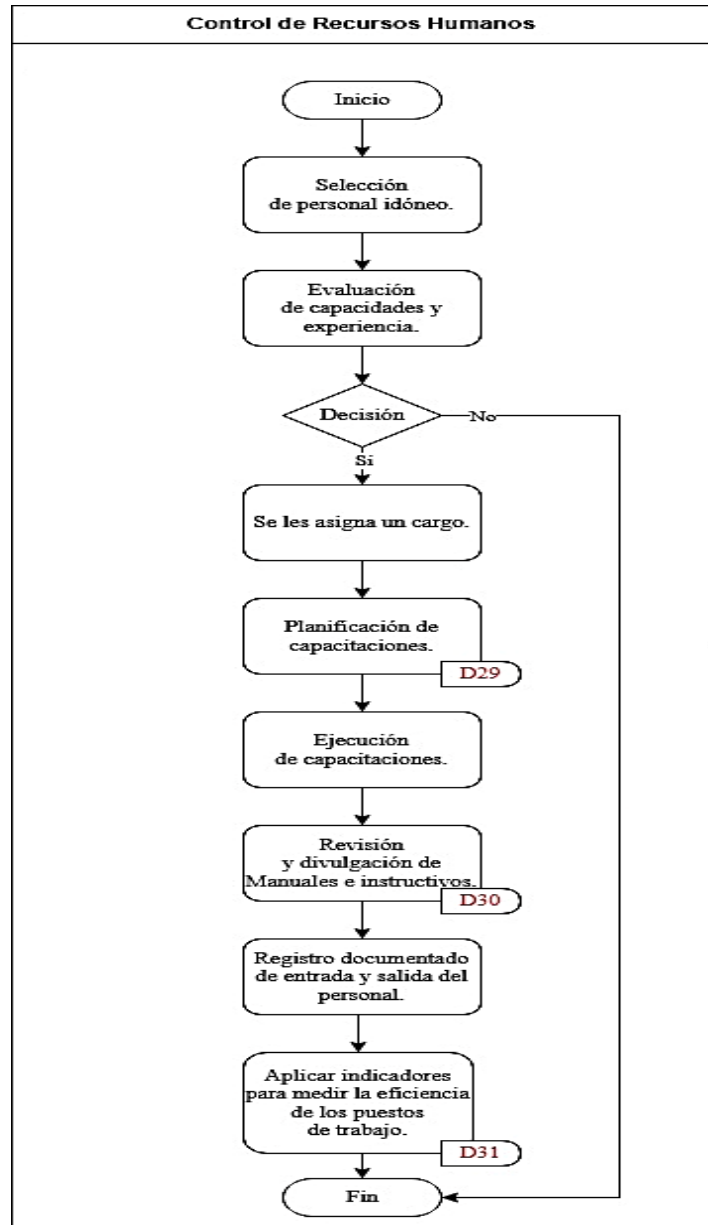 Control de Recursos Humanos
Inicio
Selección
de personal idóneo.
Evaluación
de capacidades y
experiencia.
Decisión
No
Si
Se les asigna un cargo.
Planificación de
capacitaciones.
D29
Ejecución
de capacitaciones.
Revisión
y divulgación de
Manuales e instructivos.
D30
Registro documentado
de entrada y salida del
personal.
Aplicar indicadores
para medir la eficiencia
de los puestos
de trabajo.
D31
Fin